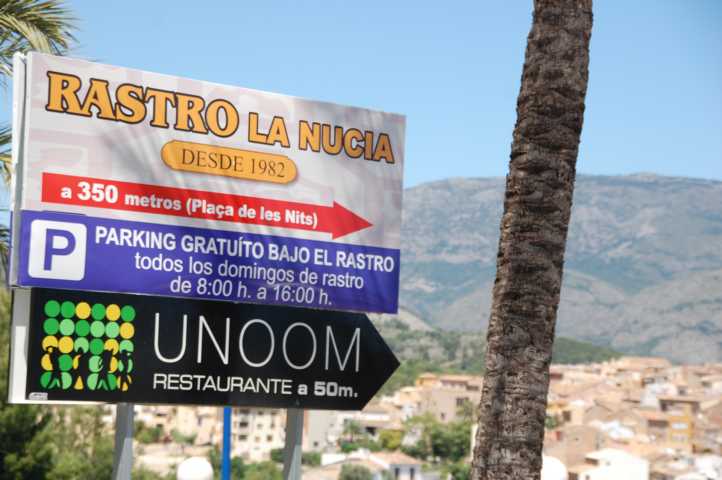 RASTRO LA NUCIA
DESDE 1982
a 350 metros (Plaça de les Nits)
P
PARKING GRATUÍTO BAJO EL RASTRO
todos los domingos de rastro
de 8:00 h. a 16:00 h.
UNOOM
RESTAURANTE a 50m.